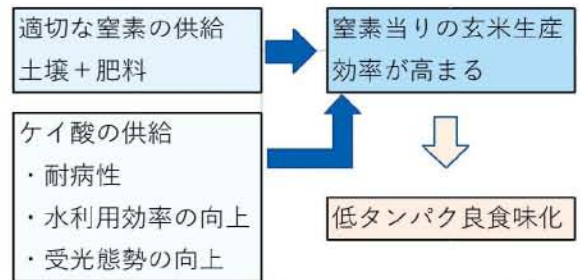 適切な窒素の供給
土壌＋肥料
窒素当りの玄米生産
効率が高まる
ケイ酸の供給
・耐病性
・水利用効率の向上
・受光態勢の向上
低タンパク良食味化